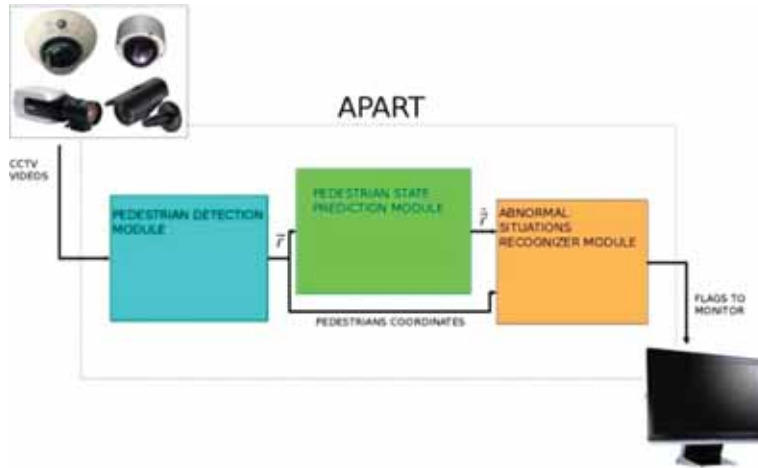 APART
CCTV
VIDEOS
PEDESTRIAN DETECTION
MODULE
r̄
PEDESTRIAN STATE
PREDICTION MODULE
ABNORMAL
SITUATIONS
RECOGNIZER MODULE
PEDESTRIANS COORDINATES
FLAGS TO
MONITOR